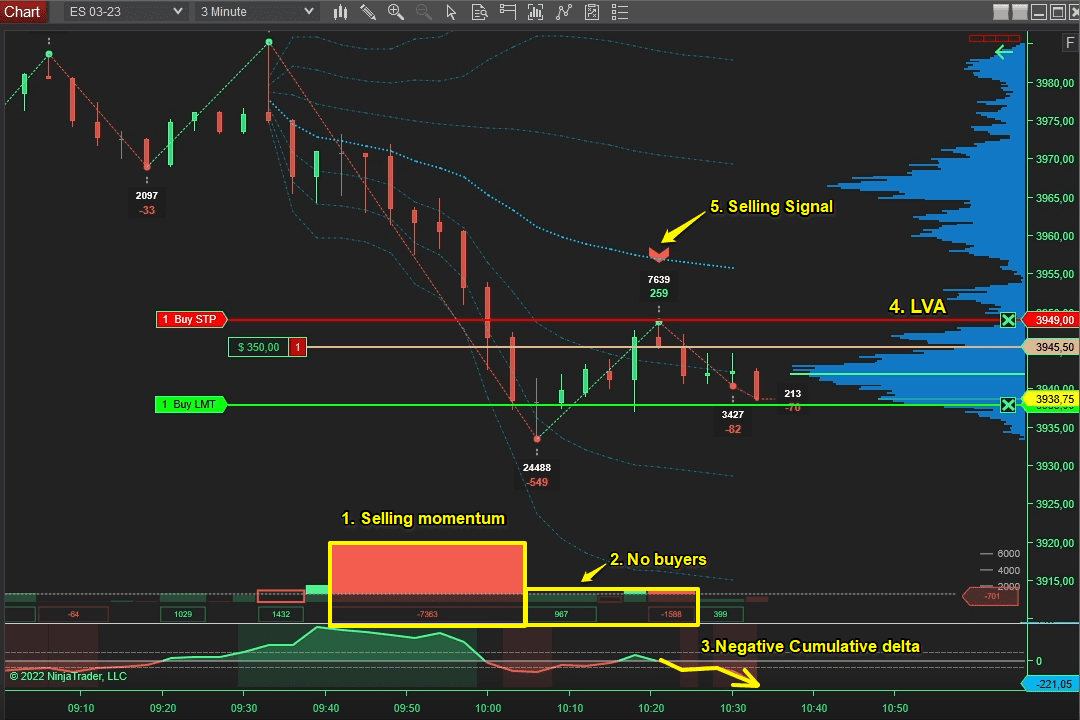 Chart
ES 03-23
3 Minute
F
3980,00
3975,00
3970,00
3965,00
3960,00
3955,00
3949,00
3945,50
3940,00
3938,75
3935,00
3930,00
3925,00
3920,00
3915,00
2097
-33
5. Selling Signal
7639
259
4. LVA
1 Buy STP
$ 350,00 1
1 Buy LMT
213
-70
3427
-82
24488
-549
1. Selling momentum
2. No buyers
6000
4000
2000
-701
-64
1029
1432
-7363
967
-1568
399
3.Negative Cumulative delta
0
-221,05
© 2022 NinjaTrader, LLC
09:10 09:20 09:30 09:40 09:50 10:00 10:10 10:20 10:30 10:40 10:50